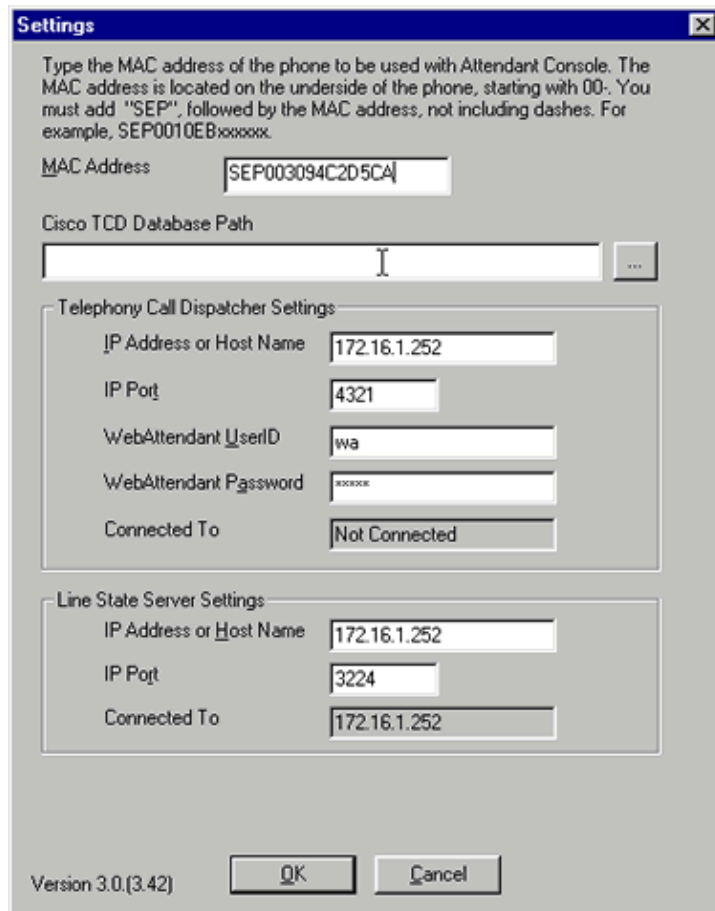 Settings
Type the MAC address of the phone to be used with Attendant Console. The
MAC address is located on the underside of the phone, starting with 00-. You
must add "SEP", followed by the MAC address, not including dashes. For
example, SEP0010EBxxxxxx.
MAC Address SEP003094C2D5CA
Cisco TCD Database Path
...
Telephony Call Dispatcher Settings
IP Address or Host Name 172.16.1.252
IP Port 4321
WebAttendant UserID wa
WebAttendant Password *****
Connected To Not Connected
Line State Server Settings
IP Address or Host Name 172.16.1.252
IP Port 3224
Connected To 172.16.1.252
Version 3.0.(3.42) OK Cancel